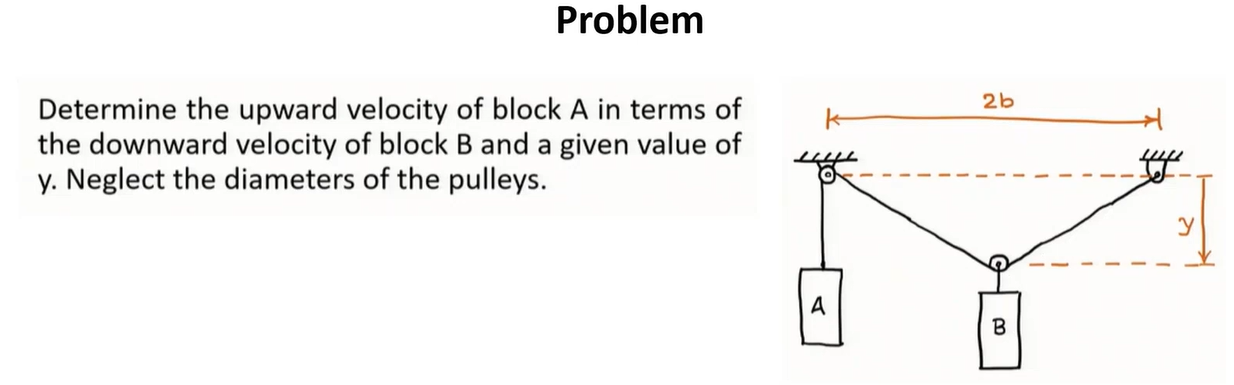 Problem
Determine the upward velocity of block A in terms of
the downward velocity of block B and a given value of
y. Neglect the diameters of the pulleys.
2b
y
A
B